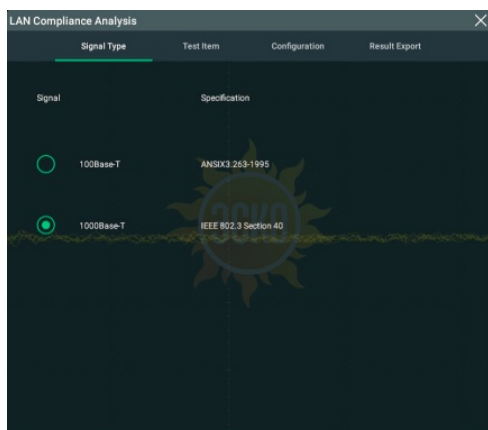 LAN Compliance Analysis
Signal Type Test Item Configuration Result Export
Signal Specification
100Base-T ANSIX3.263-1995
1000Base-T IEEE 802.3 Section 40